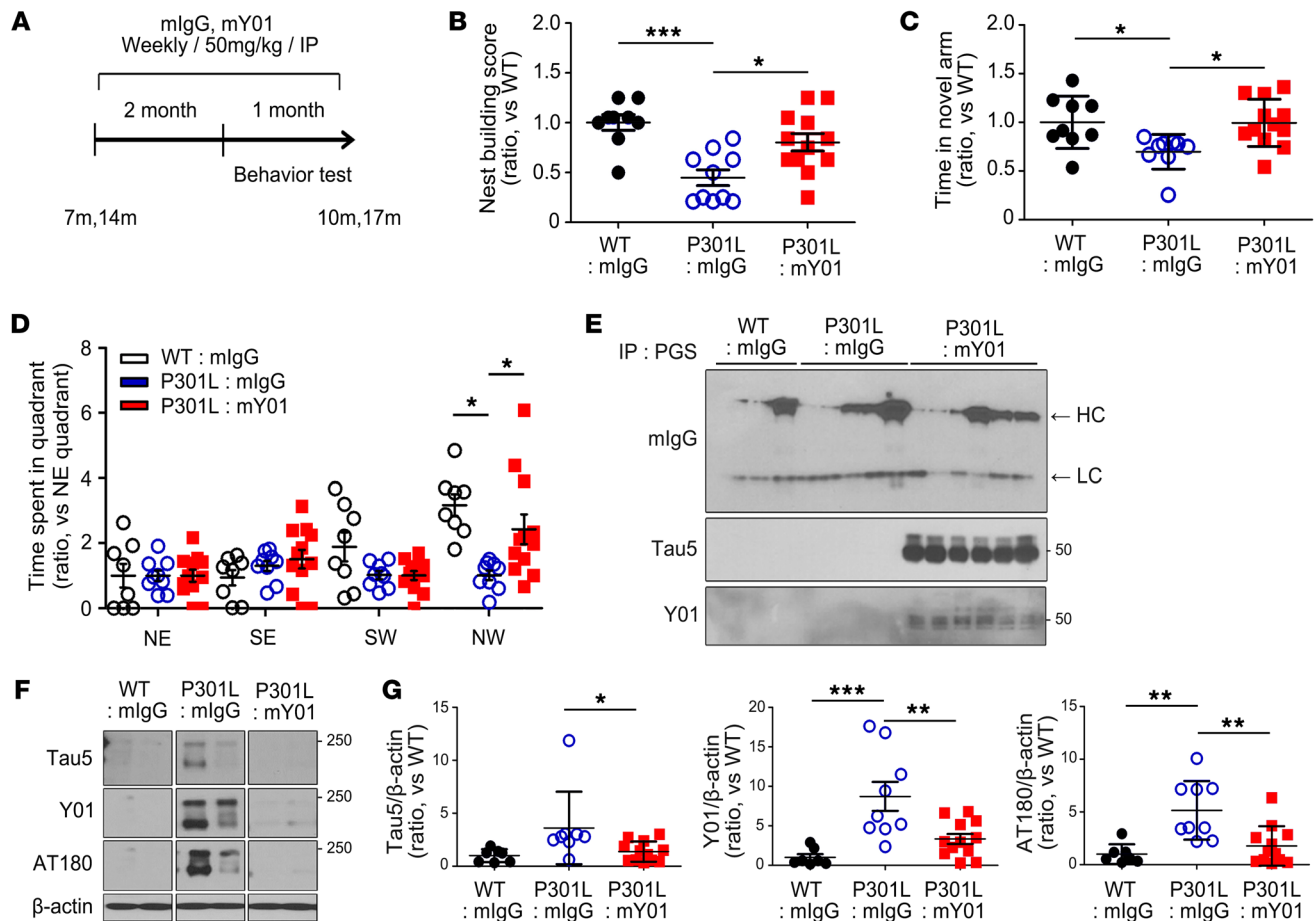 A
mIgG, mY01
Weekly / 50mg/kg / IP
2 month
1 month
Behavior test
7m,14m
10m,17m
B
Nest building score
(ratio, vs WT)
2.0
1.5
1.0
0.5
0
***
*
WT
: mIgG
P301L
: mIgG
P301L
: mY01
C
Time in novel arm
(ratio, vs WT)
2.0
1.5
1.0
0.5
0
*
*
WT
: mIgG
P301L
: mIgG
P301L
: mY01
D
Time spent in quadrant
(ratio, vs NE quadrant)
8
6
4
2
0
WT : mIgG
P301L : mIgG
P301L : mY01
*
*
NE
SE
SW
NW
E
IP : PGS
WT
: mIgG
P301L
: mIgG
P301L
: mY01
mIgG
← HC
← LC
Tau5
50
Y01
50
F
WT
: mIgG
P301L
: mIgG
P301L
: mY01
Tau5
250
Y01
250
AT180
250
β-actin
G
Tau5/β-actin
(ratio, vs WT)
15
10
5
0
*
WT
: mIgG
P301L
: mIgG
P301L
: mY01
Y01/β-actin
(ratio, vs WT)
20
15
10
5
0
***
**
WT
: mIgG
P301L
: mIgG
P301L
: mY01
AT180/β-actin
(ratio, vs WT)
15
10
5
0
**
**
WT
: mIgG
P301L
: mIgG
P301L
: mY01